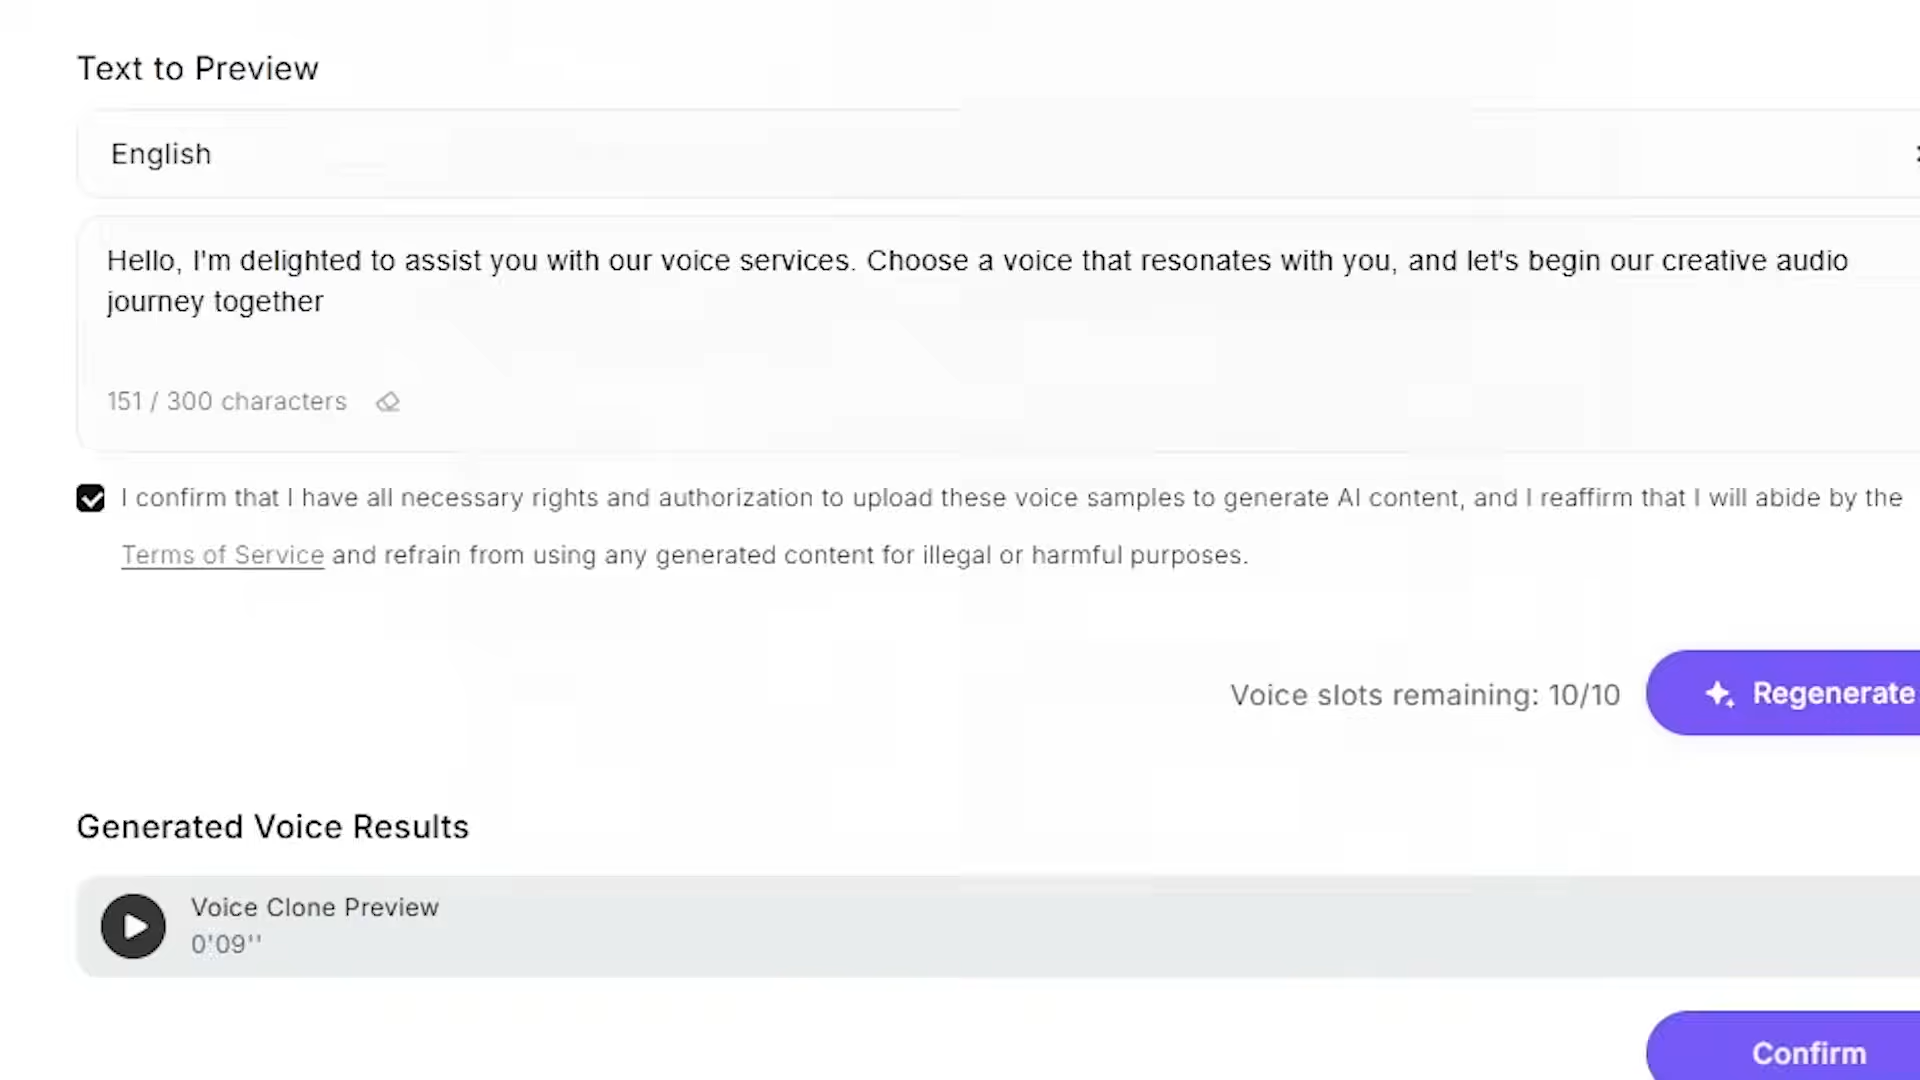 Text to Preview
English
Hello, I'm delighted to assist you with our voice services. Choose a voice that resonates with you, and let's begin our creative audio
journey together
151 / 300 characters
I confirm that I have all necessary rights and authorization to upload these voice samples to generate AI content, and I reaffirm that I will abide by the
Terms of Service and refrain from using any generated content for illegal or harmful purposes.
Voice slots remaining: 10/10
Regenerate
Generated Voice Results
Voice Clone Preview
0'09''
Confirm